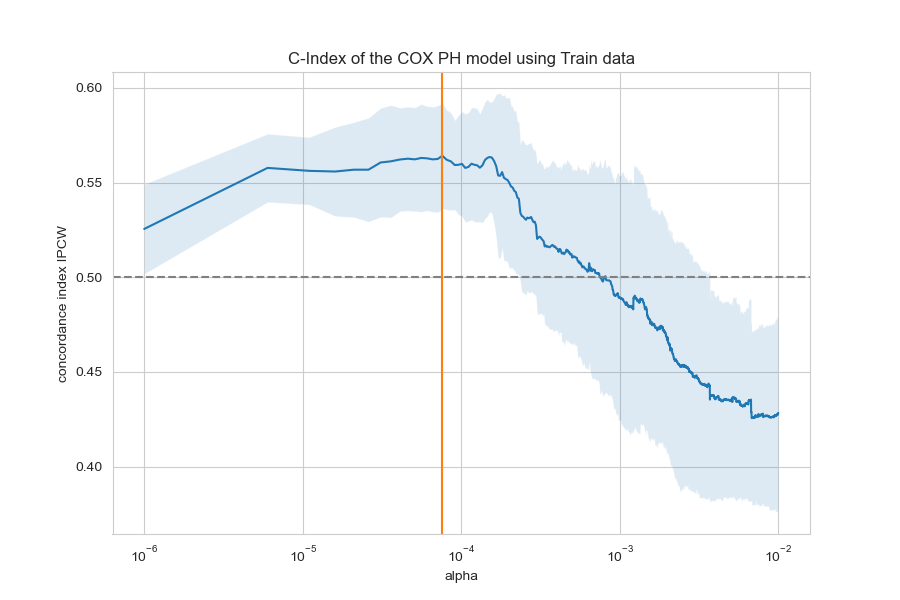 C-Index of the COX PH model using Train data
concordance index IPCW
0.60
0.55
0.50
0.45
0.40
10⁻⁶ 10⁻⁵ 10⁻⁴ 10⁻³ 10⁻²
alpha